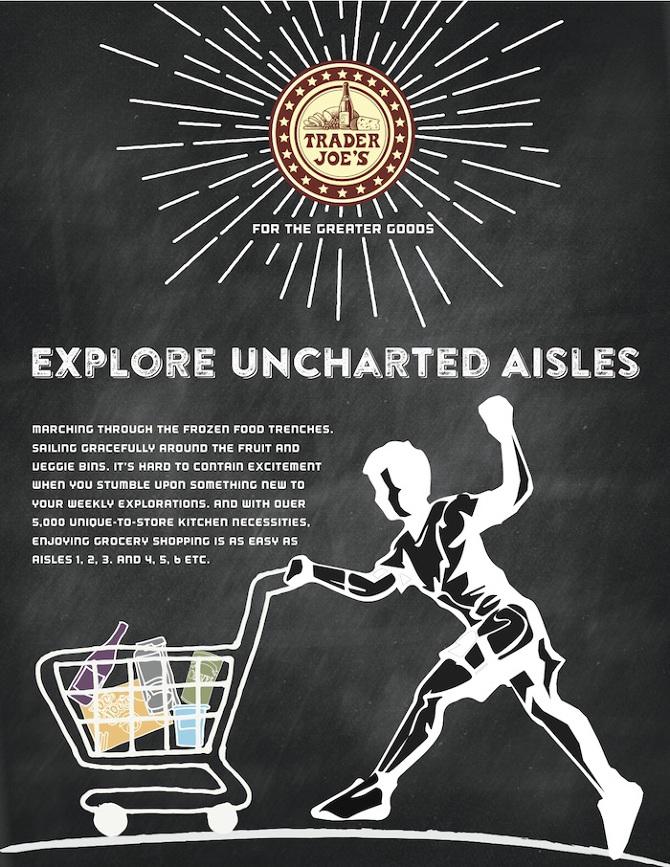 TRADER
JOE'S
FOR THE GREATER GOODS
EXPLORE UNCHARTED AISLES
MARCHING THROUGH THE FROZEN FOOD TRENCHES.
SAILING GRACEFULLY AROUND THE FRUIT AND
VEGGIE BINS. IT'S HARD TO CONTAIN EXCITEMENT
WHEN YOU STUMBLE UPON SOMETHING NEW TO
YOUR WEEKLY EXPLORATIONS. AND WITH OVER
5,000 UNIQUE-TO-STORE KITCHEN NECESSITIES,
ENJOYING GROCERY SHOPPING IS AS EASY AS
AISLES 1, 2, 3. AND 4, 5, 6 ETC.